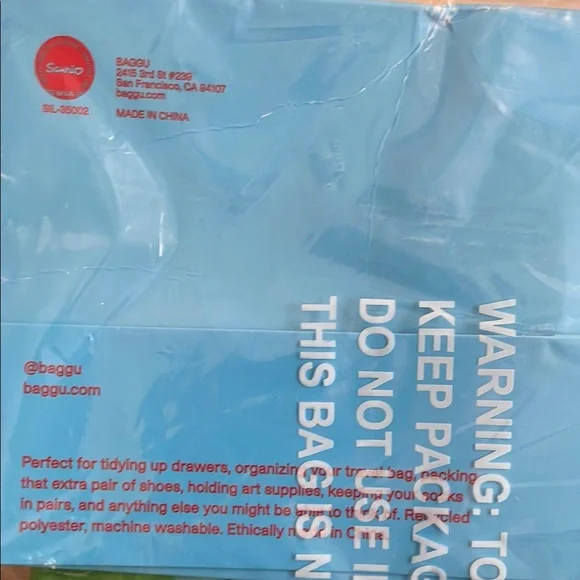 Sanrio
SIL-35002
BAGGU
2415 3rd St #239
San Francisco, CA 94107
baggu.com
MADE IN CHINA
@baggu
baggu.com
Perfect for tidying up drawers, organizing your travel bag, packing
that extra pair of shoes, holding art supplies, keeping your socks
in pairs, and anything else you might be able to think of. Recycled
polyester, machine washable. Ethically made in China.
WARNING: TO
KEEP PACKAG
DO NOT USE I
THIS BAG IS N